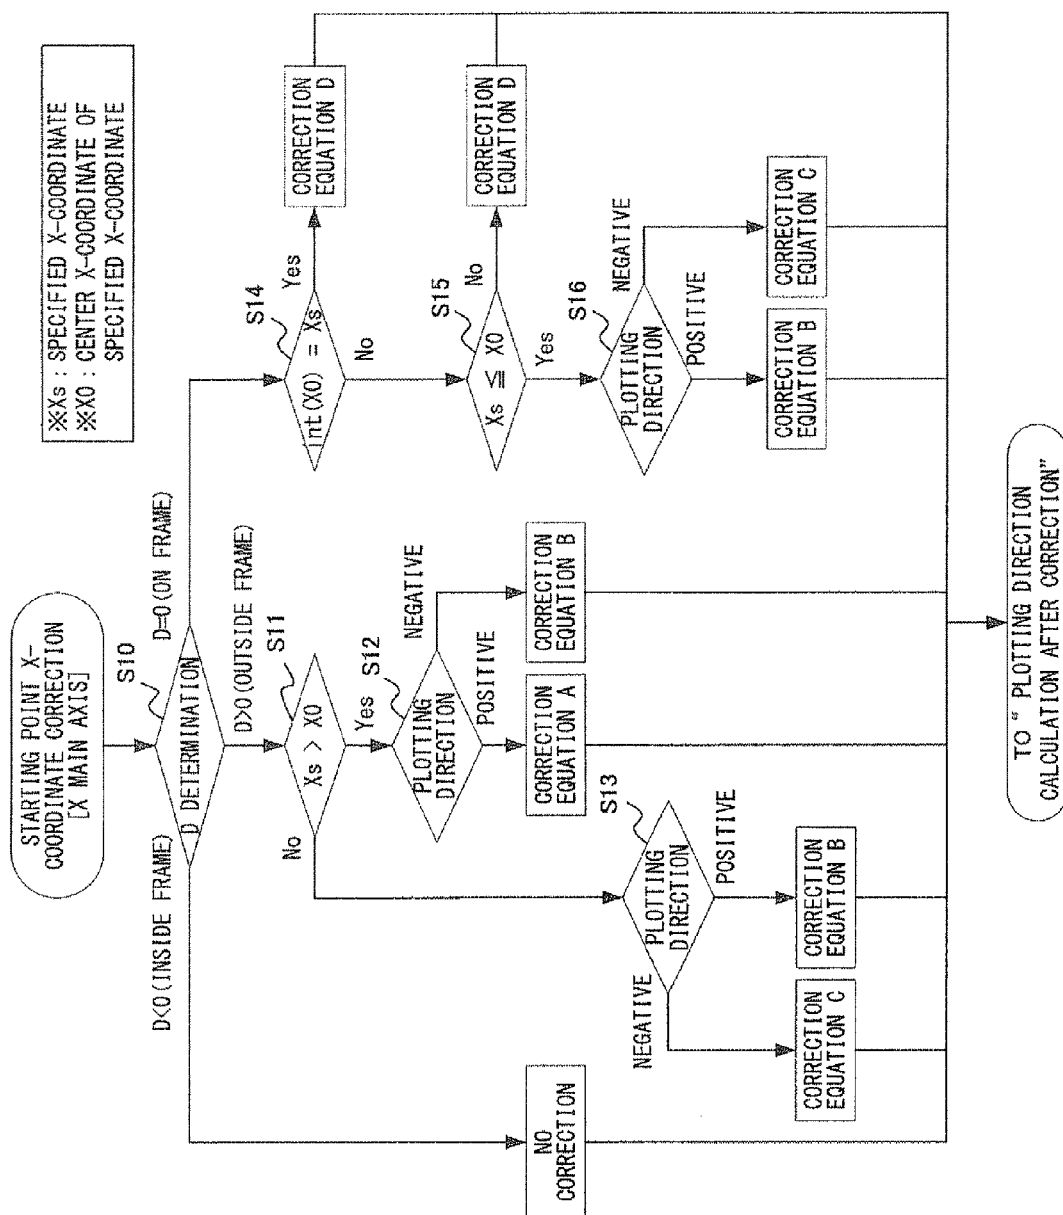 ※Xs : SPECIFIED X-COORDINATE
※X0 : CENTER X-COORDINATE OF
SPECIFIED X-COORDINATE
STARTING POINT X-
COORDINATE CORRECTION
[X MAIN AXIS]
S10
D DETERMINATION
D<0(INSIDE FRAME)
D>0(OUTSIDE FRAME)
D=0(ON FRAME)
S11
Xs > X0
No
Yes
S12
PLOTTING
DIRECTION
NEGATIVE
POSITIVE
S13
PLOTTING
DIRECTION
NEGATIVE
POSITIVE
S14
int(X0) = Xs
Yes
No
CORRECTION
EQUATION D
S15
Xs ≦ X0
No
Yes
CORRECTION
EQUATION D
S16
PLOTTING
DIRECTION
NEGATIVE
POSITIVE
NO
CORRECTION
CORRECTION
EQUATION C
CORRECTION
EQUATION B
CORRECTION
EQUATION A
CORRECTION
EQUATION B
CORRECTION
EQUATION B
CORRECTION
EQUATION C
TO “ PLOTTING DIRECTION
CALCULATION AFTER CORRECTION”